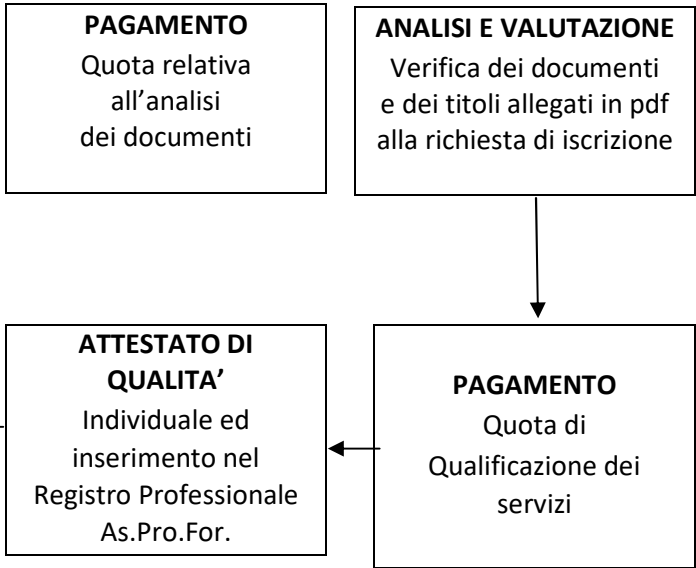 PAGAMENTO
Quota relativa
all’analisi
dei documenti
ANALISI E VALUTAZIONE
Verifica dei documenti
e dei titoli allegati in pdf
alla richiesta di iscrizione
ATTESTATO DI
QUALITA’
Individuale ed
inserimento nel
Registro Professionale
As.Pro.For.
PAGAMENTO
Quota di
Qualificazione dei
servizi